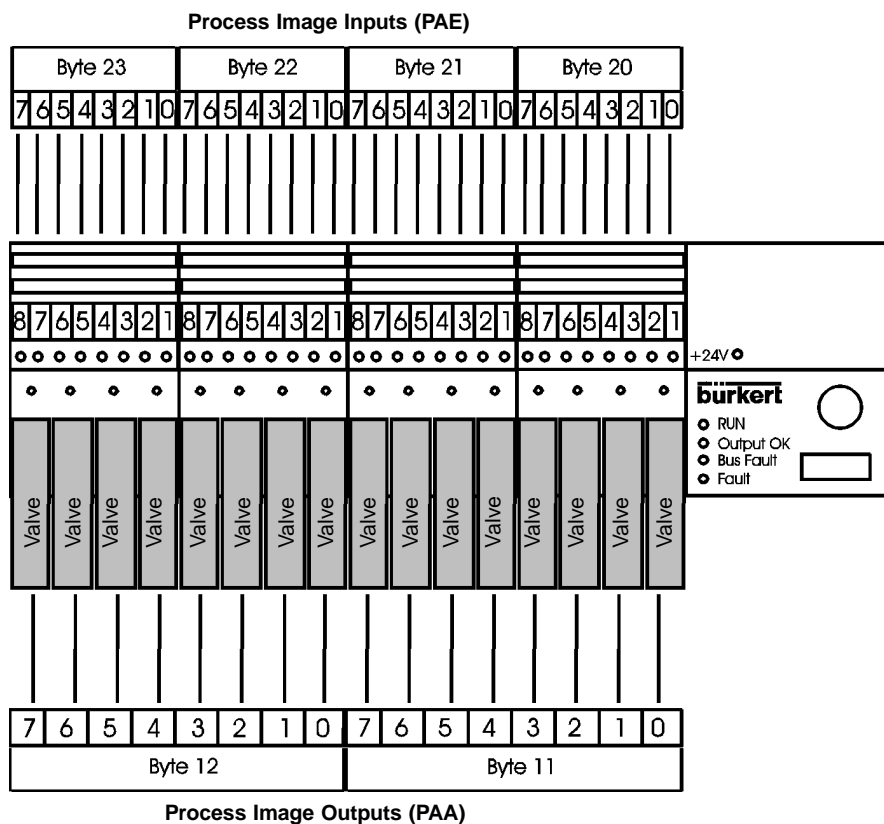 Process Image Inputs (PAE)
Byte 23 Byte 22 Byte 21 Byte 20
7 6 5 4 3 2 1 0 7 6 5 4 3 2 1 0 7 6 5 4 3 2 1 0 7 6 5 4 3 2 1 0
8 7 6 5 4 3 2 1 8 7 6 5 4 3 2 1 8 7 6 5 4 3 2 1 8 7 6 5 4 3 2 1
+24V
bürkert
RUN
Output OK
Bus Fault
Fault
Valve Valve Valve Valve Valve Valve Valve Valve Valve Valve Valve Valve Valve Valve Valve Valve
7 6 5 4 3 2 1 0 7 6 5 4 3 2 1 0
Byte 12 Byte 11
Process Image Outputs (PAA)